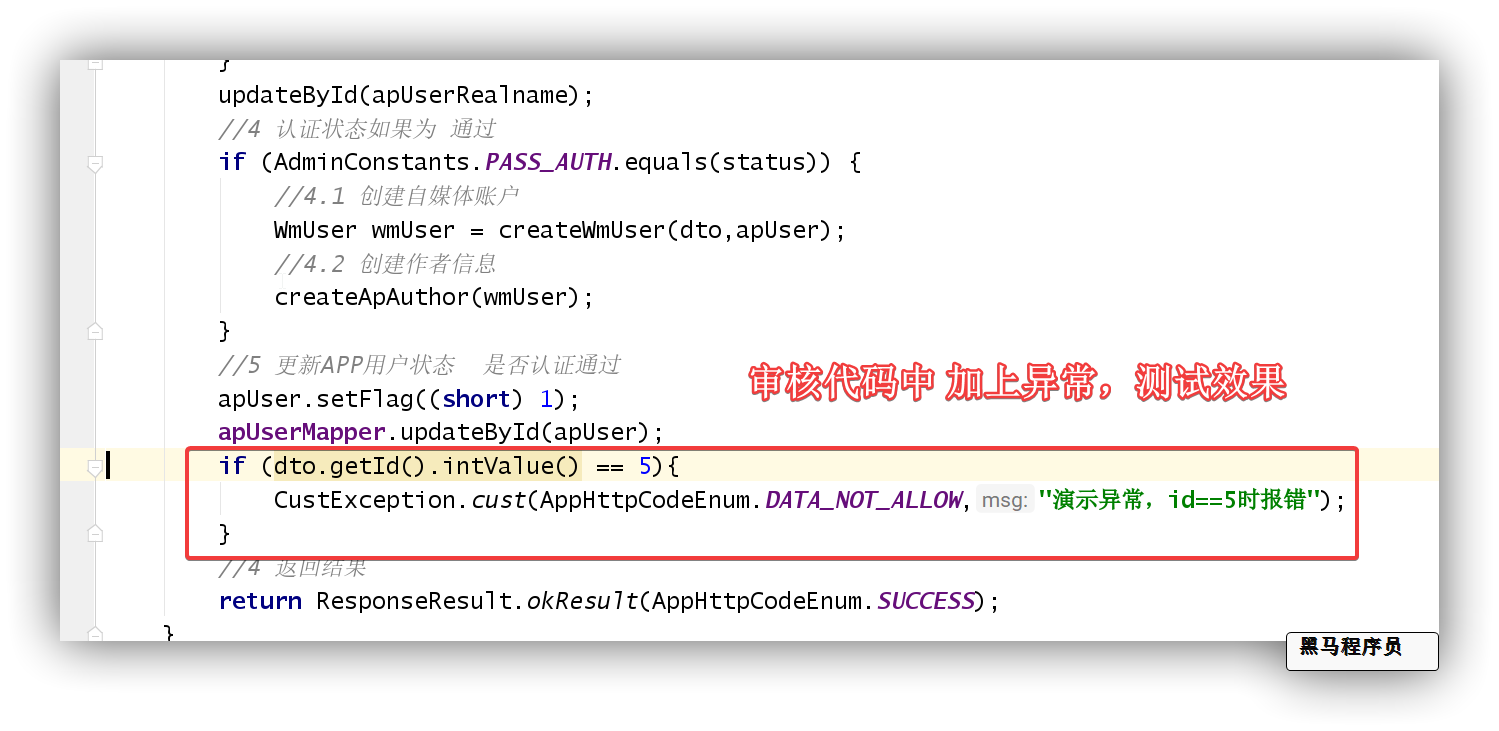 }
updateById(apUserRealname);
//4 认证状态如果为 通过
if (AdminConstants.PASS_AUTH.equals(status)) {
//4.1 创建自媒体账户
WmUser wmUser = createWmUser(dto,apUser);
//4.2 创建作者信息
createApAuthor(wmUser);
}
//5 更新APP用户状态  是否认证通过
审核代码中 加上异常，测试效果
apUser.setFlag((short) 1);
apUserMapper.updateById(apUser);
if (dto.getId().intValue() == 5){
CustException.cust(AppHttpCodeEnum.DATA_NOT_ALLOW, msg: "演示异常，id==5时报错");
}
//4 返回结果
return ResponseResult.okResult(AppHttpCodeEnum.SUCCESS);
}
黑马程序员